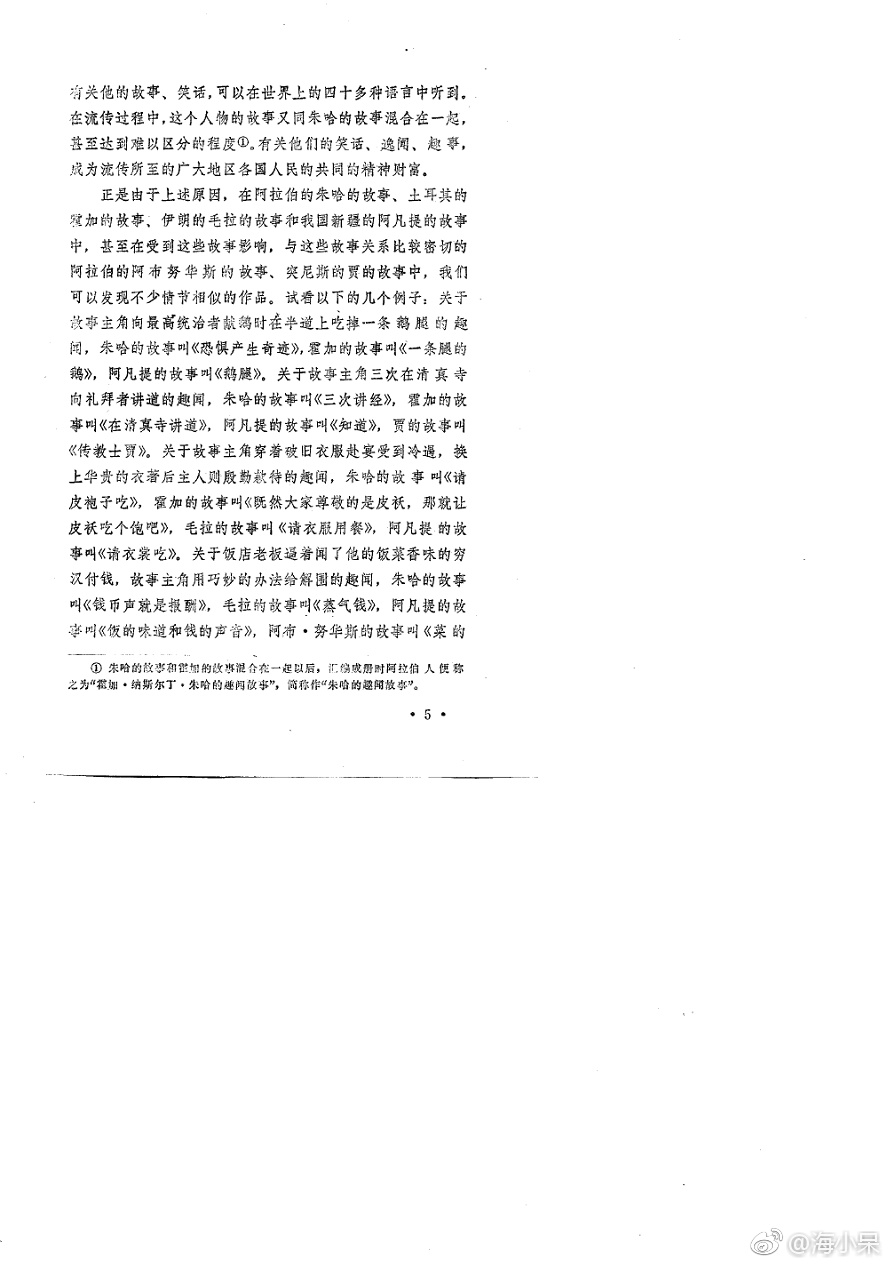 有关他的故事、笑话,可以在世界上的四十多种语言中听到。
在流传过程中,这个人物的故事又同朱哈的故事混合在一起,
甚至达到难以区分的程度①。有关他们的笑话、逸闻、趣事,
成为流传所至的广大地区各国人民的共同的精神财富。
正是由于上述原因,在阿拉伯的朱哈的故事、土耳其的
霍加的故事、伊朗的毛拉的故事和我国新疆的阿凡提的故事
中,甚至在受到这些故事影响,与这些故事关系比较密切的
阿拉伯的阿布努华斯的故事、突尼斯的贾的故事中,我们
可以发现不少情节相似的作品。试看以下的几个例子:关于
故事主角向最高统治者献鹅时在半道上吃掉一条鹅腿的趣
闻,朱哈的故事叫《恐惧产生奇迹》,霍加的故事叫《一条腿的
鹅》,阿凡提的故事叫《鹅腿》。关于故事主角三次在清真寺
向礼拜者讲道的趣闻,朱哈的故事叫《三次讲经》,霍加的故
事叫《在清真寺讲道》,阿凡提的故事叫《知道》,贾的故事叫
《传教士贾》。关于故事主角穿着破旧衣服赴宴受到冷遇,换
上华贵的衣著后主人则殷勤款待的趣闻,朱哈的故事叫《请
皮袍子吃》,霍加的故事叫《既然大家尊敬的是皮袄,那就让
皮袄吃个饱吧》,毛拉的故事叫《请衣服用餐》,阿凡提的故
事叫《请衣裳吃》。关于饭店老板逼着闻了他的饭菜香味的穷
汉付钱,故事主角用巧妙的办法给解围的趣闻,朱哈的故事
叫《钱币声就是报酬》,毛拉的故事叫《蒸气钱》,阿凡提的故
事叫《饭的味道和钱的声音》,阿布·努华斯的故事叫《菜的
① 朱哈的故事和霍加的故事混合在一起以后,汇编成册时阿拉伯人便称
之为“霍加·纳斯尔丁·朱哈的趣闻故事”,简称作“朱哈的趣闻故事”。
• 5 •
@海小呆